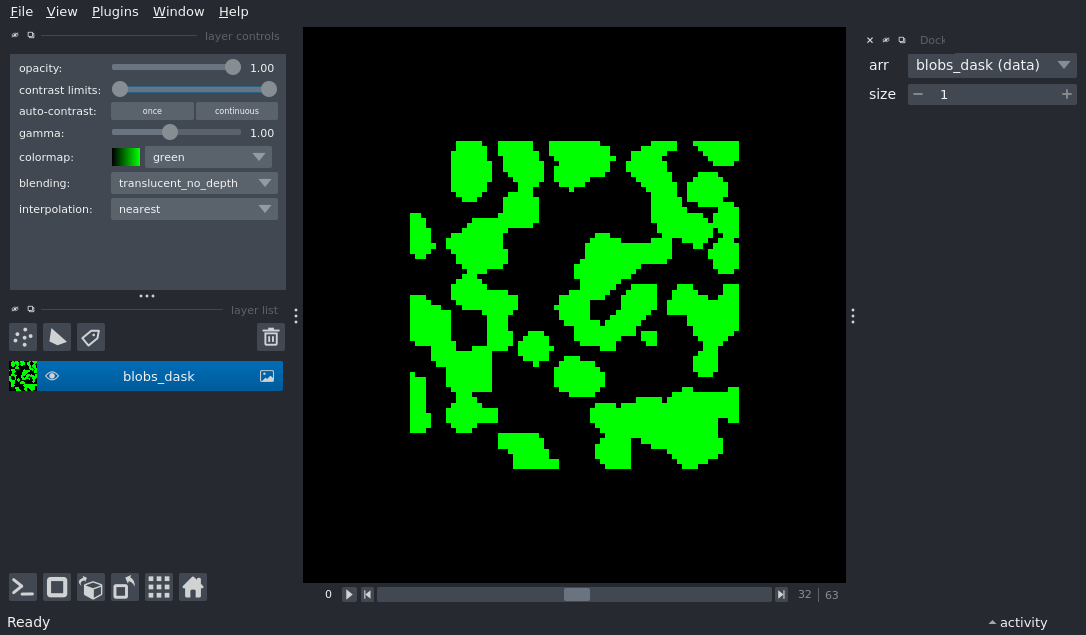 File View Plugins Window Help
layer controls
opacity: 1.00
contrast limits:
auto-contrast: once continuous
gamma: 1.00
colormap: green
blending: translucent_no_depth
interpolation: nearest
layer list
blobs_dask
0 32 63
Dock
arr blobs_dask (data)
size 1
Ready
activity